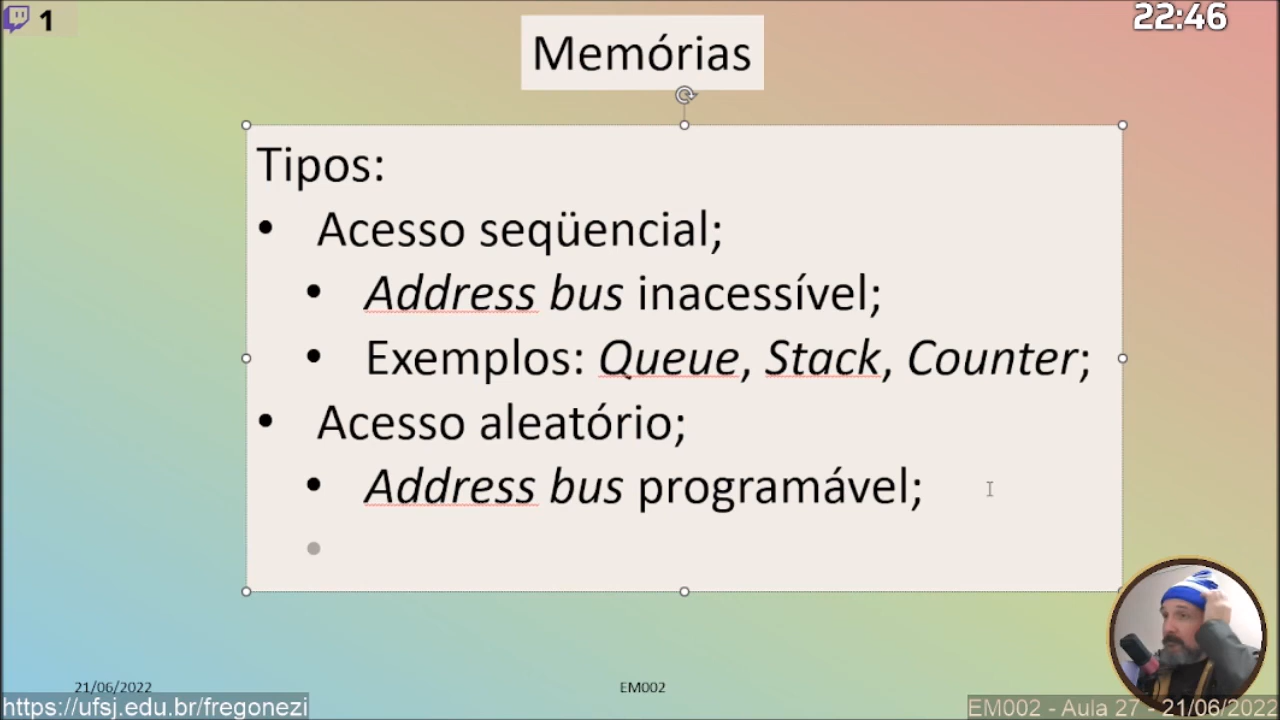 1
22:46
Memórias
Tipos:
• Acesso seqüencial;
• Address bus inacessível;
• Exemplos: Queue, Stack, Counter;
• Acesso aleatório;
• Address bus programável;
•
21/06/2022
EM002
https://ufsj.edu.br/fregonezi
EM002 - Aula 27 - 21/06/2022